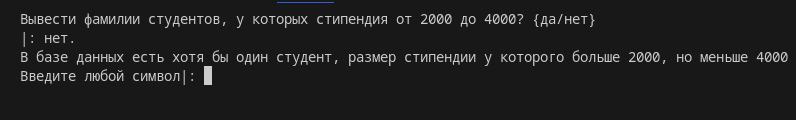 Вывести фамилии студентов, у которых стипендия от 2000 до 4000? {да/нет}
|: нет.
В базе данных есть хотя бы один студент, размер стипендии у которого больше 2000, но меньше 4000
Введите любой символ|: